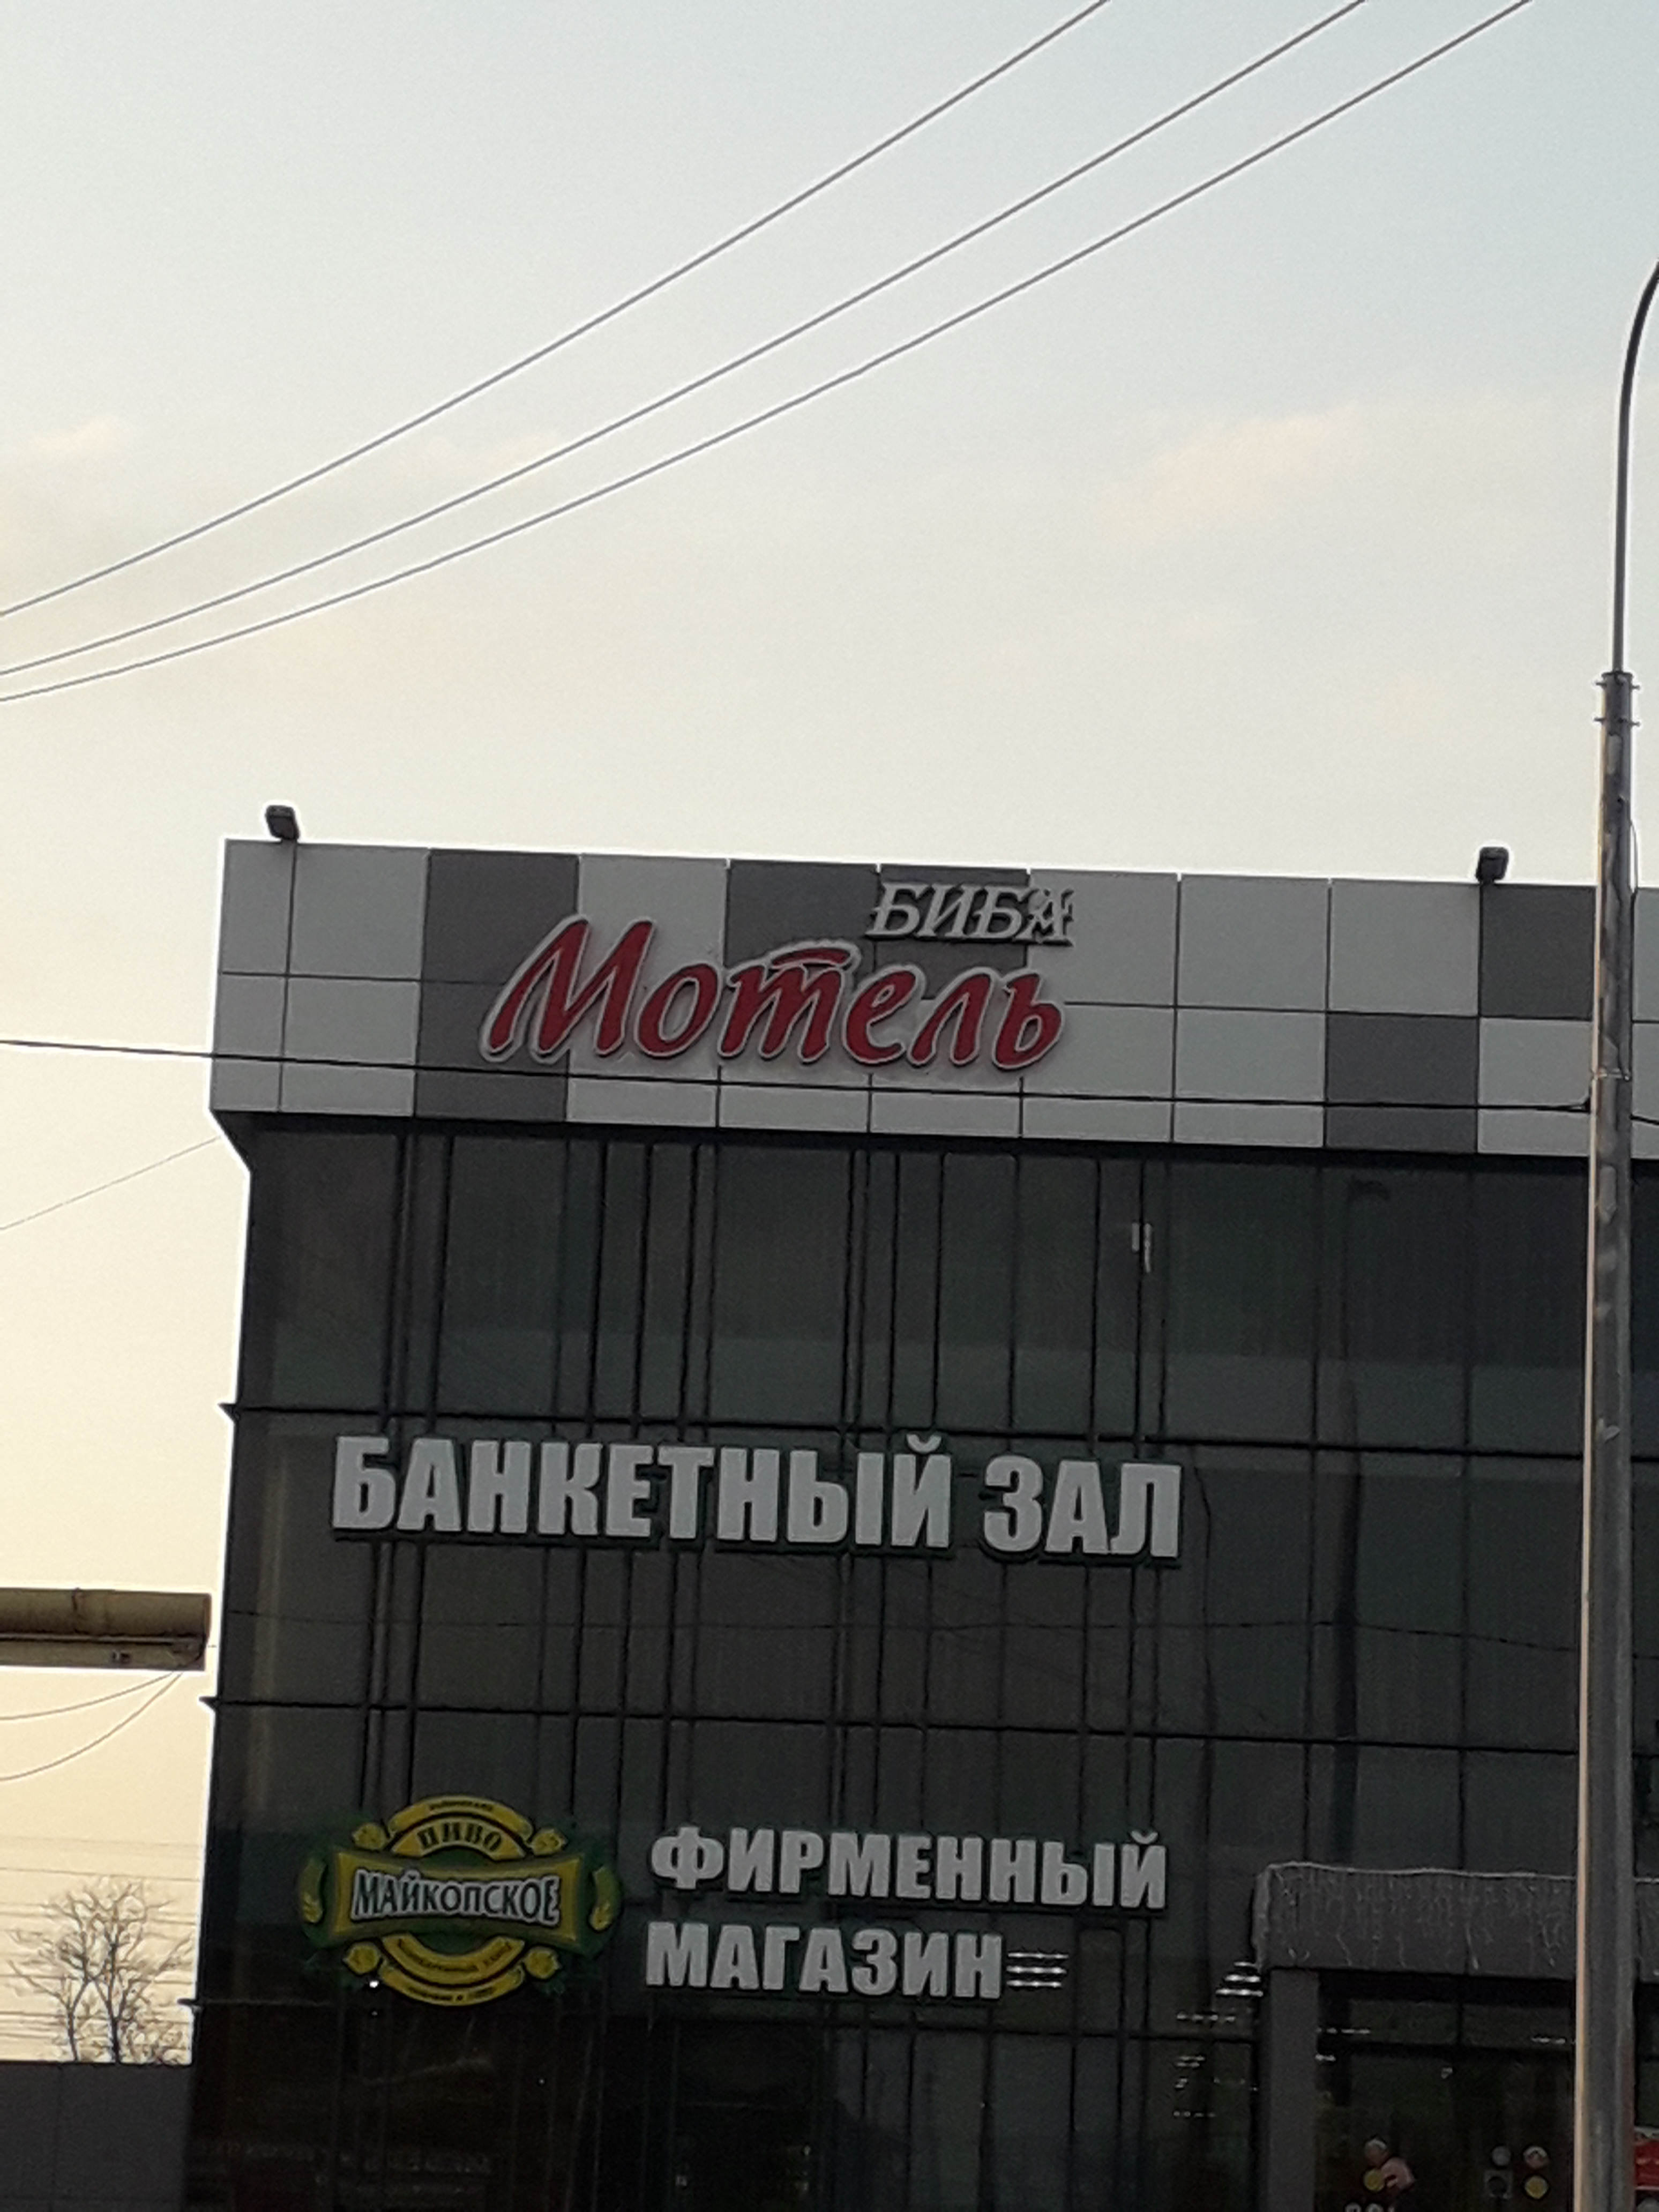 БИБА
Мотель
БАНКЕТНЫЙ ЗАЛ
ПИВО
МАЙКОПСКОЕ
ФИРМЕННЫЙ
МАГАЗИН